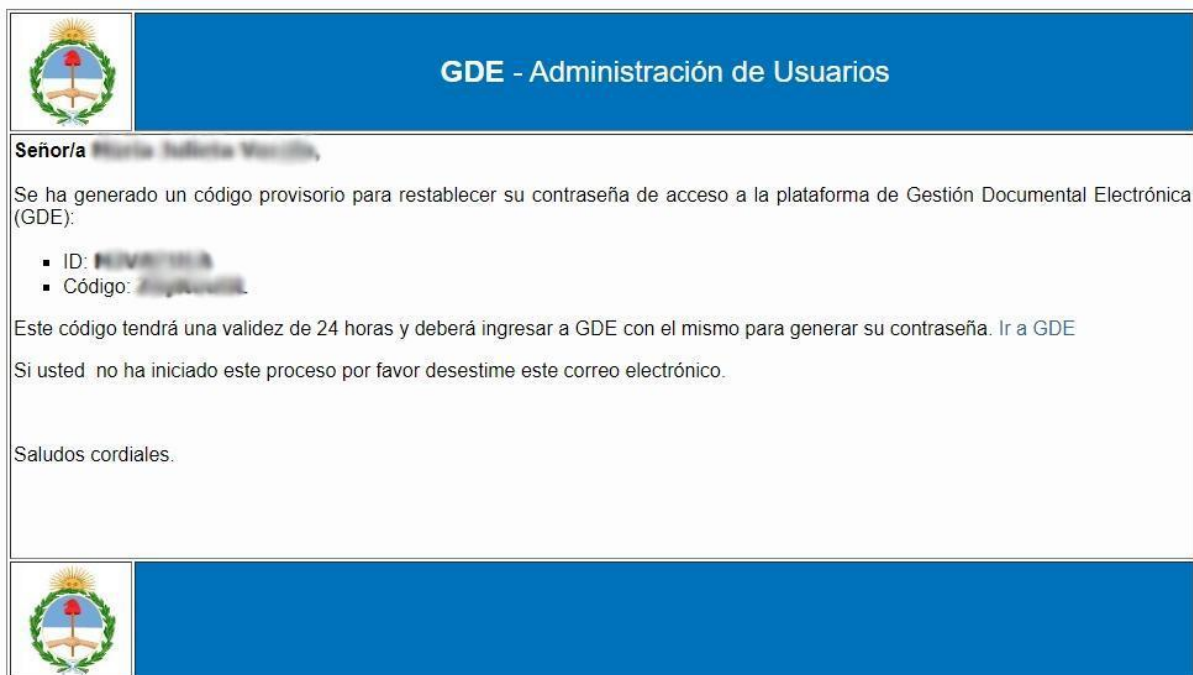 GDE - Administración de Usuarios
Señor/a
Se ha generado un código provisorio para restablecer su contraseña de acceso a la plataforma de Gestión Documental Electrónica
(GDE):
▪ ID:
▪ Código:
Este código tendrá una validez de 24 horas y deberá ingresar a GDE con el mismo para generar su contraseña. Ir a GDE
Si usted  no ha iniciado este proceso por favor desestime este correo electrónico.
Saludos cordiales.